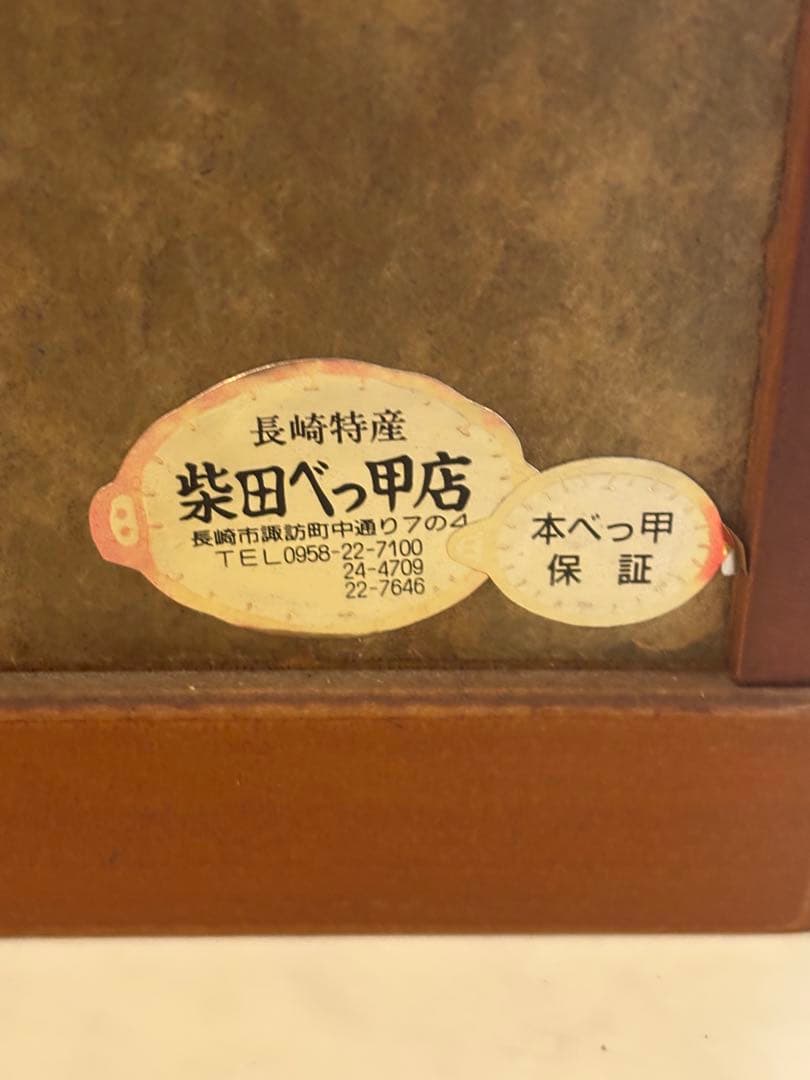 長崎特産
柴田べっ甲店
長崎市諏訪町中通り7の4
TEL0958-22-7100
24-4709
22-7646
本べっ甲
保 証